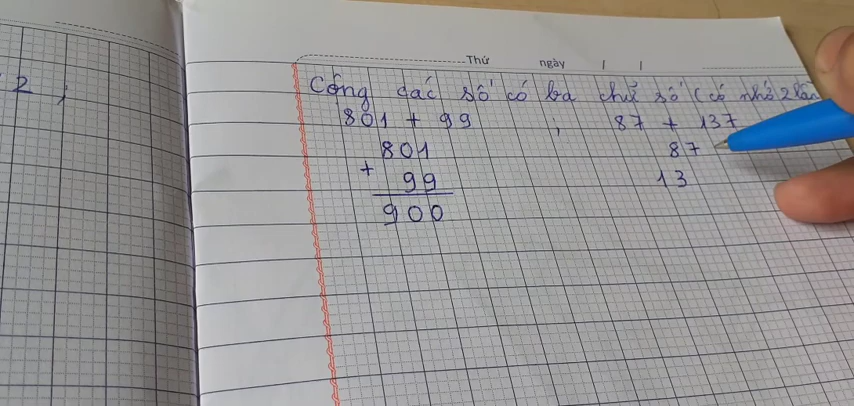 2 ;
Thứ ngày / /
Cộng các số có ba chữ số (có nhớ 2 lần
801 + 99 ; 87 + 137
801
+
99
900
87
13